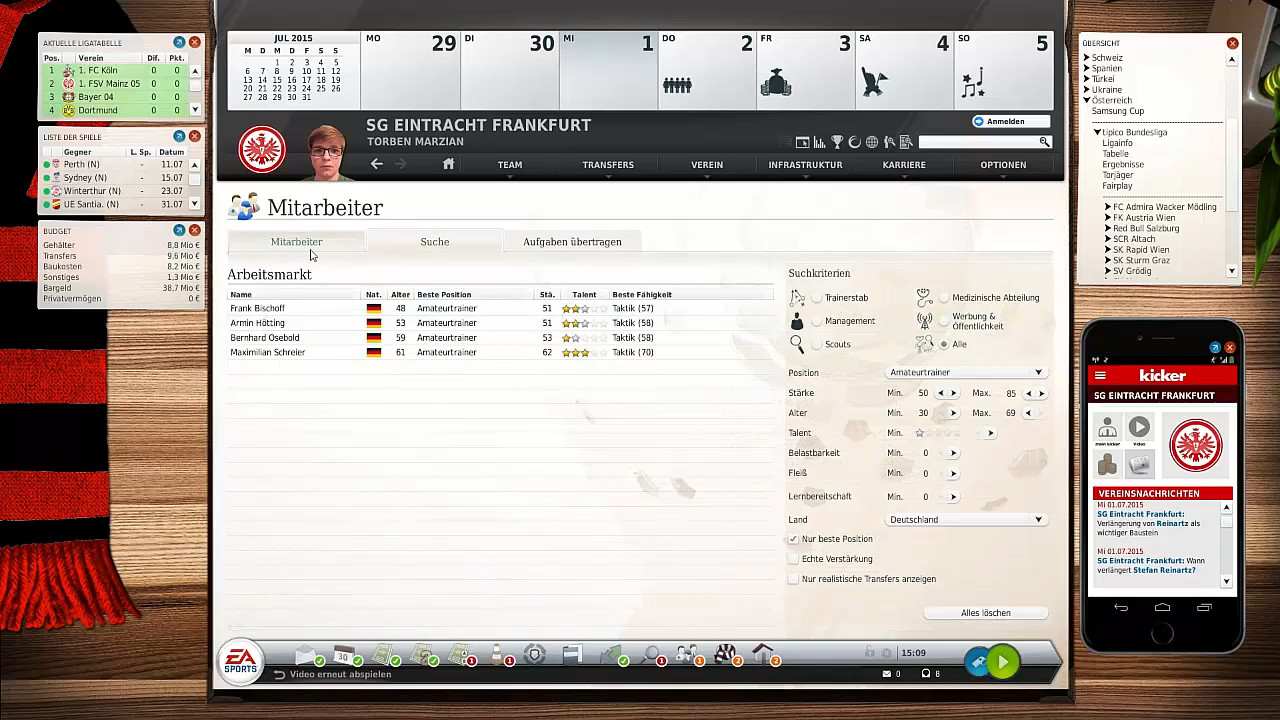 AKTUELLE LIGATABELLE
Pos. Verein Dif. Pkt.
1 1. FC Köln 0 0
2 1. FSV Mainz 05 0 0
3 Bayer 04 0 0
4 Dortmund 0 0
LISTE DER SPIELE
Gegner L. Sp. Datum
Perth (N) - 11.07
Sydney (N) - 15.07
Winterthur (N) - 23.07
UE Santia. (N) - 31.07
BUDGET
Gehälter 8,8 Mio €
Transfers 9.6 Mio €
Baukosten 8.2 Mio €
Sonstiges 1.3 Mio €
Bargeld 38,7 Mio €
Privatvermögen 0 €
JUL 2015
M D M D F S S
1 2 3 4 5
6 7 8 9 10 11 12
13 14 15 16 17 18 19
20 21 22 23 24 25 26
27 28 29 30 31
MO 29
DI 30
MI 1
DO 2
FR 3
SA 4
SO 5
SG EINTRACHT FRANKFURT
TORBEN MARZIAN
Anmelden
TEAM TRANSFERS VEREIN INFRASTRUKTUR KARRIERE OPTIONEN
Mitarbeiter
Mitarbeiter Suche Aufgaben übertragen
Arbeitsmarkt
Name Nat. Alter Beste Position Stä. Talent Beste Fähigkeit
Frank Bischoff 48 Amateurtrainer 51 Taktik (57)
Armin Hötting 53 Amateurtrainer 51 Taktik (58)
Bernhard Osebold 59 Amateurtrainer 53 Taktik (58)
Maximilian Schreier 61 Amateurtrainer 62 Taktik (70)
Suchkriterien
Trainerstab
Medizinische Abteilung
Management
Werbung &
Öffentlichkeit
Scouts
Alle
Position Amateurtrainer
Stärke Min. 50 Max. 85
Alter Min. 30 Max. 69
Talent Min.
Belastbarkeit Min. 0
Fleiß Min. 0
Lernbereitschaft Min. 0
Land Deutschland
Nur beste Position
Echte Verstärkung
Nur realistische Transfers anzeigen
Alles löschen
EA
SPORTS
30
1 1 1 1 2 2
15:09
Video erneut abspielen
0 8
ÜBERSICHT
Schweiz
Spanien
Türkei
Ukraine
Österreich
Samsung Cup
tipico Bundesliga
Ligainfo
Tabelle
Ergebnisse
Torjäger
Fairplay
FC Admira Wacker Mödling
FK Austria Wien
Red Bull Salzburg
SCR Altach
SK Rapid Wien
SK Sturm Graz
SV Grödig
kicker
SG EINTRACHT FRANKFURT
mein kicker Video
VEREINSNACHRICHTEN
Mi 01.07.2015
SG Eintracht Frankfurt:
Verlängerung von Reinartz als
wichtiger Baustein
Mi 01.07.2015
SG Eintracht Frankfurt: Wann
verlängert Stefan Reinartz?